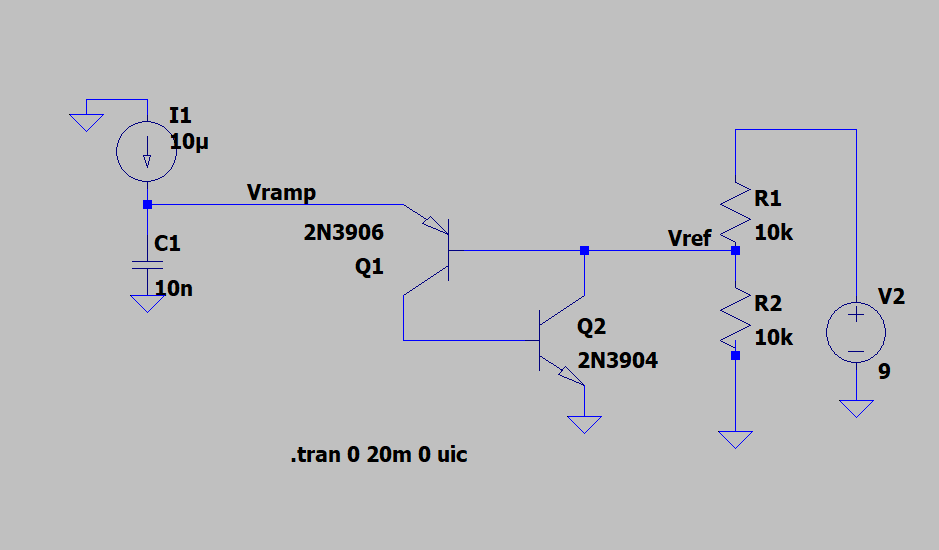 I1
10µ
Vramp
2N3906
Q1
C1
10n
Vref
R1
10k
R2
10k
V2
9
Q2
2N3904
.tran 0 20m 0 uic